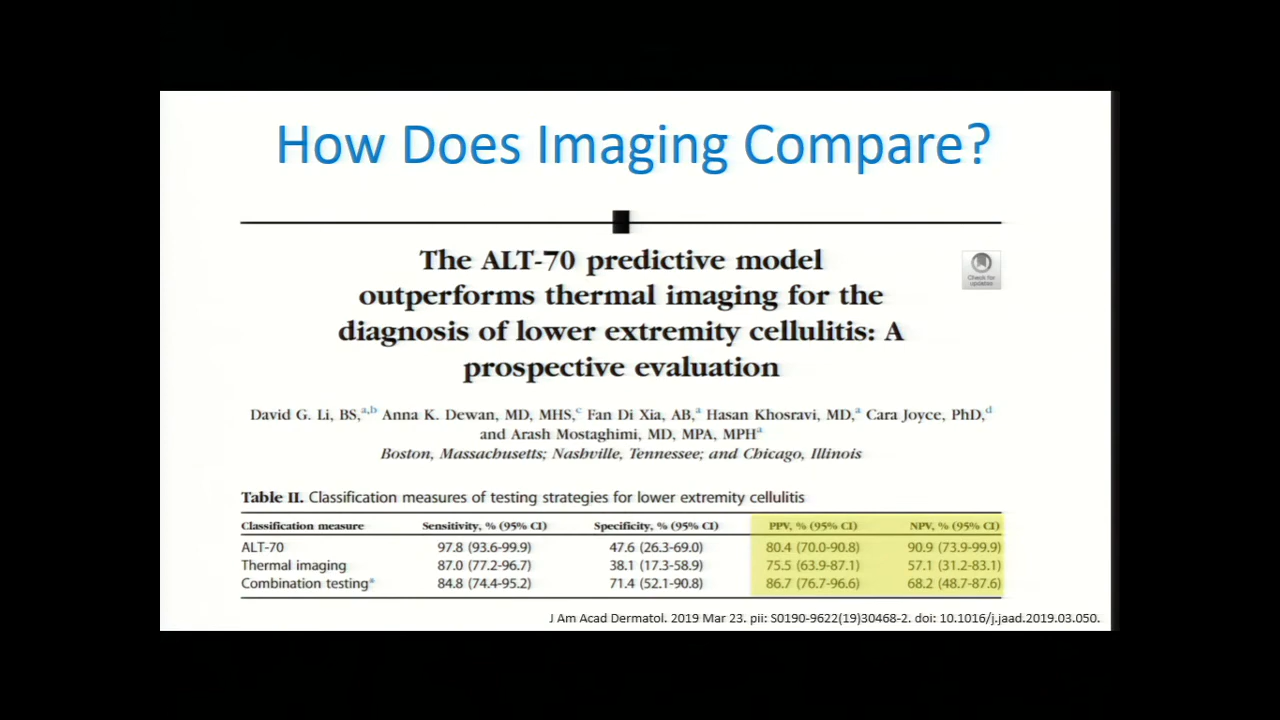 How Does Imaging Compare?
The ALT-70 predictive model
outperforms thermal imaging for the
diagnosis of lower extremity cellulitis: A
prospective evaluation
Check for
updates
David G. Li, BS,a,b Anna K. Dewan, MD, MHS,c Fan Di Xia, AB,a Hasan Khosravi, MD,a Cara Joyce, PhD,d
and Arash Mostaghimi, MD, MPA, MPHa
Boston, Massachusetts; Nashville, Tennessee; and Chicago, Illinois
Table II. Classification measures of testing strategies for lower extremity cellulitis
Classification measure Sensitivity, % (95% CI) Specificity, % (95% CI) PPV, % (95% CI) NPV, % (95% CI)
ALT-70 97.8 (93.6-99.9) 47.6 (26.3-69.0) 80.4 (70.0-90.8) 90.9 (73.9-99.9)
Thermal imaging 87.0 (77.2-96.7) 38.1 (17.3-58.9) 75.5 (63.9-87.1) 57.1 (31.2-83.1)
Combination testing* 84.8 (74.4-95.2) 71.4 (52.1-90.8) 86.7 (76.7-96.6) 68.2 (48.7-87.6)
J Am Acad Dermatol. 2019 Mar 23. pii: S0190-9622(19)30468-2. doi: 10.1016/j.jaad.2019.03.050.